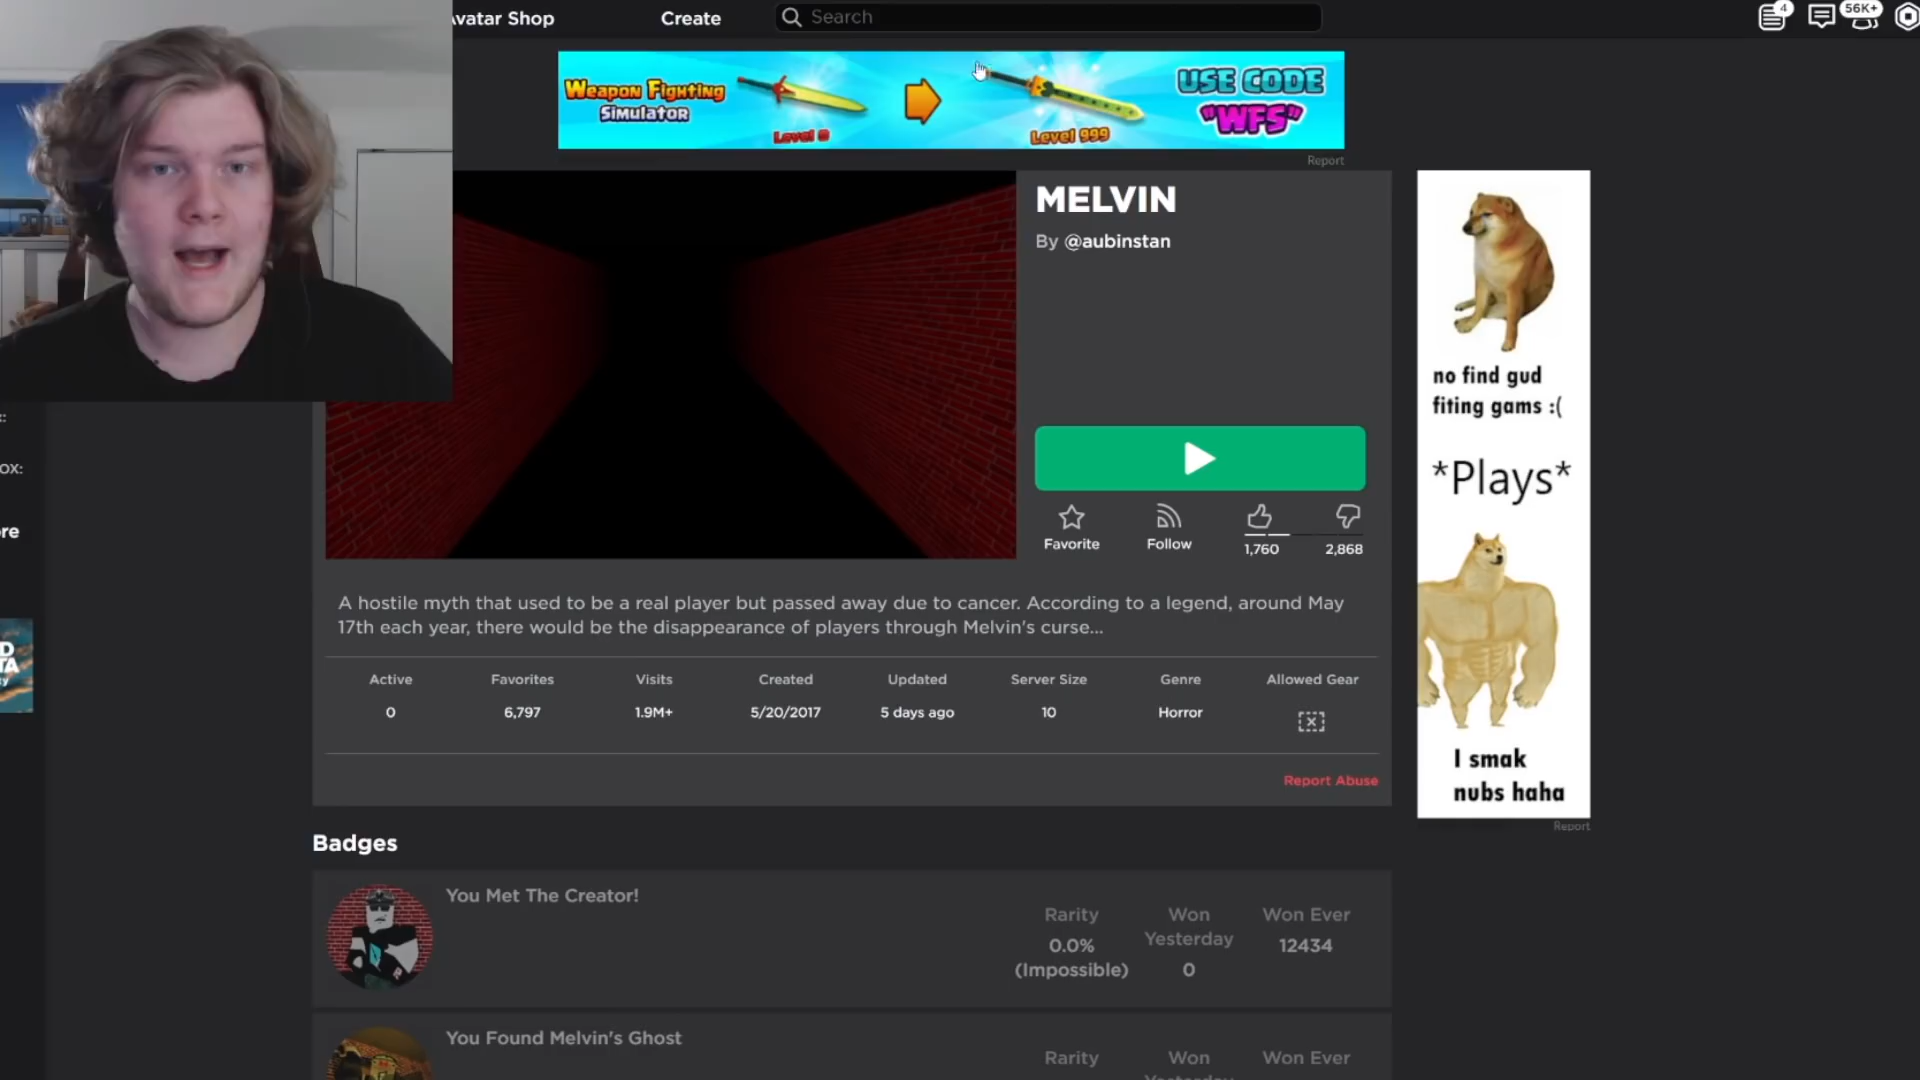 Avatar Shop
Create
Search
4
56K+
Weapon Fighting
Simulator
Level 0
Level 999
USE CODE
"WFS"
Report
MELVIN
By @aubinstan
no find gud
fiting gams :(
*Plays*
I smak
nubs haha
Report
Favorite
Follow
1,760
2,868
A hostile myth that used to be a real player but passed away due to cancer. According to a legend, around May
17th each year, there would be the disappearance of players through Melvin's curse...
Active
Favorites
Visits
Created
Updated
Server Size
Genre
Allowed Gear
0
6,797
1.9M+
5/20/2017
5 days ago
10
Horror
Report Abuse
Badges
You Met The Creator!
Rarity
0.0%
(Impossible)
Won
Yesterday
0
Won Ever
12434
You Found Melvin's Ghost
Rarity
Won
Won Ever